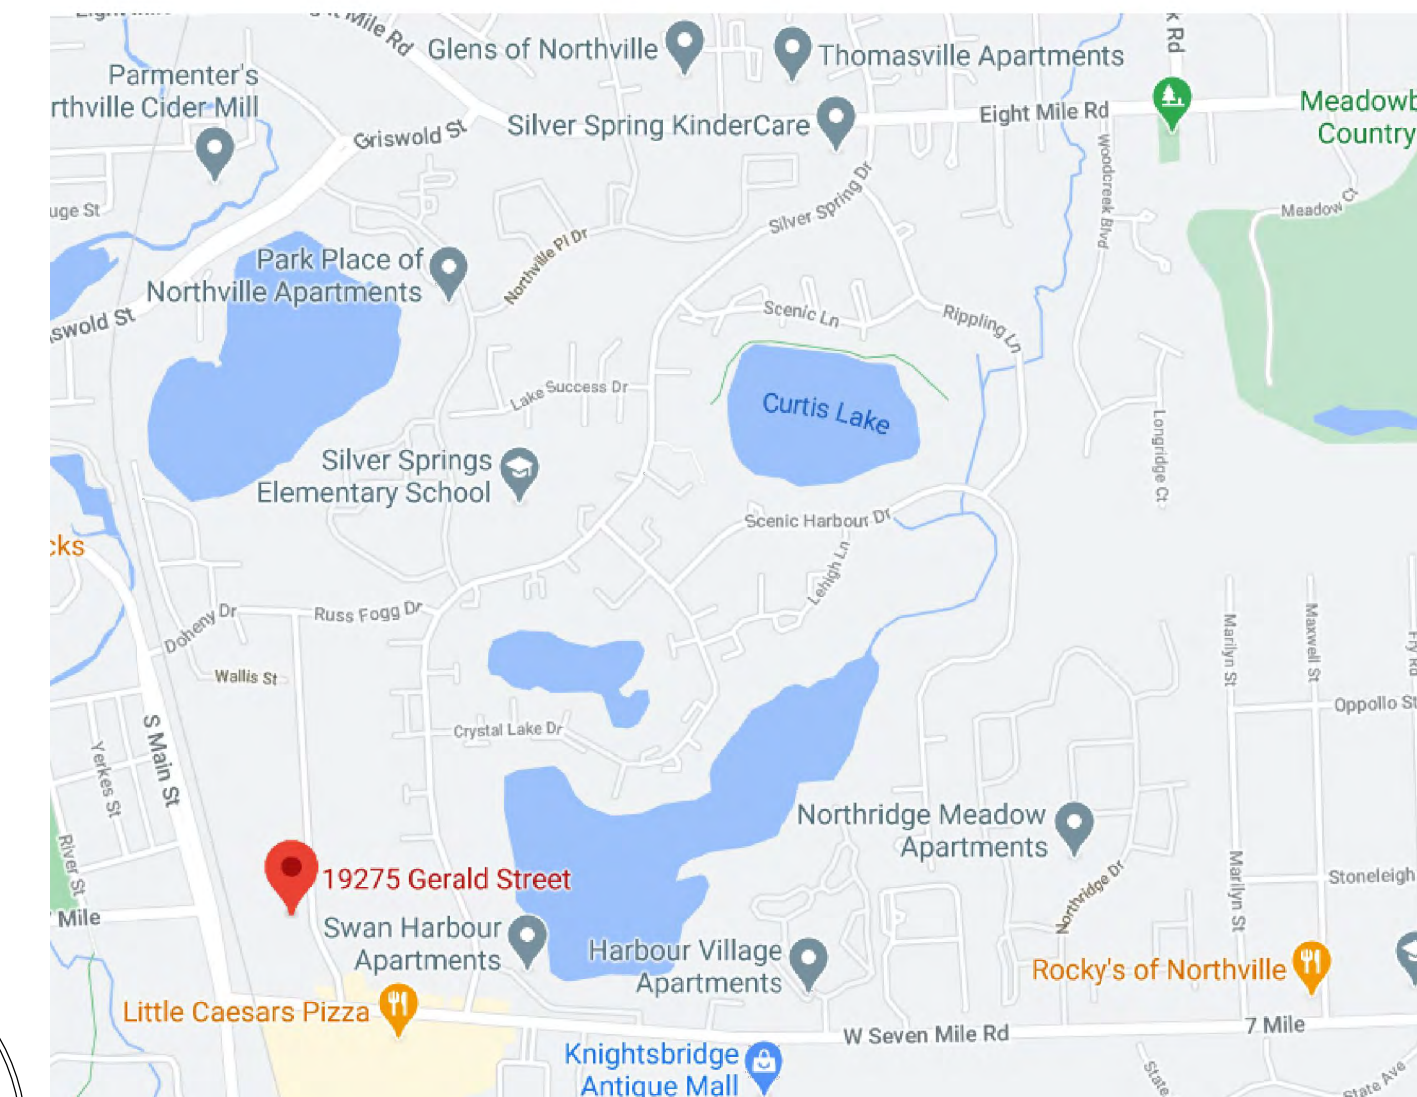 Mile Rd
Glens of Northville
Thomasville Apartments
k Rd
Parmenter's
rthville Cider Mill
Griswold St
Silver Spring KinderCare
Eight Mile Rd
Meadowb
Country
uge St
Woodcreek Blvd
Meadow Ct
Silver Spring Dr
Park Place of
Northville Apartments
Northville Pl Dr
swold St
Scenic Ln
Rippling Ln
Lake Success Dr
Curtis Lake
Longridge Ct
Silver Springs
Elementary School
Scenic Harbour Dr
cks
Lehigh Ln
Doheny Dr
Russ Fogg Dr
Marilyn St
Maxwell St
Fry Rd
Wallis St
Oppollo St
S Main St
Yerkes St
Crystal Lake Dr
Northridge Meadow
Apartments
River St
19275 Gerald Street
Marilyn St
Stoneleigh
Northridge Dr
Mile
Swan Harbour
Apartments
Harbour Village
Apartments
Rocky's of Northville
Little Caesars Pizza
W Seven Mile Rd
7 Mile
Knightsbridge
Antique Mall
State
State Ave